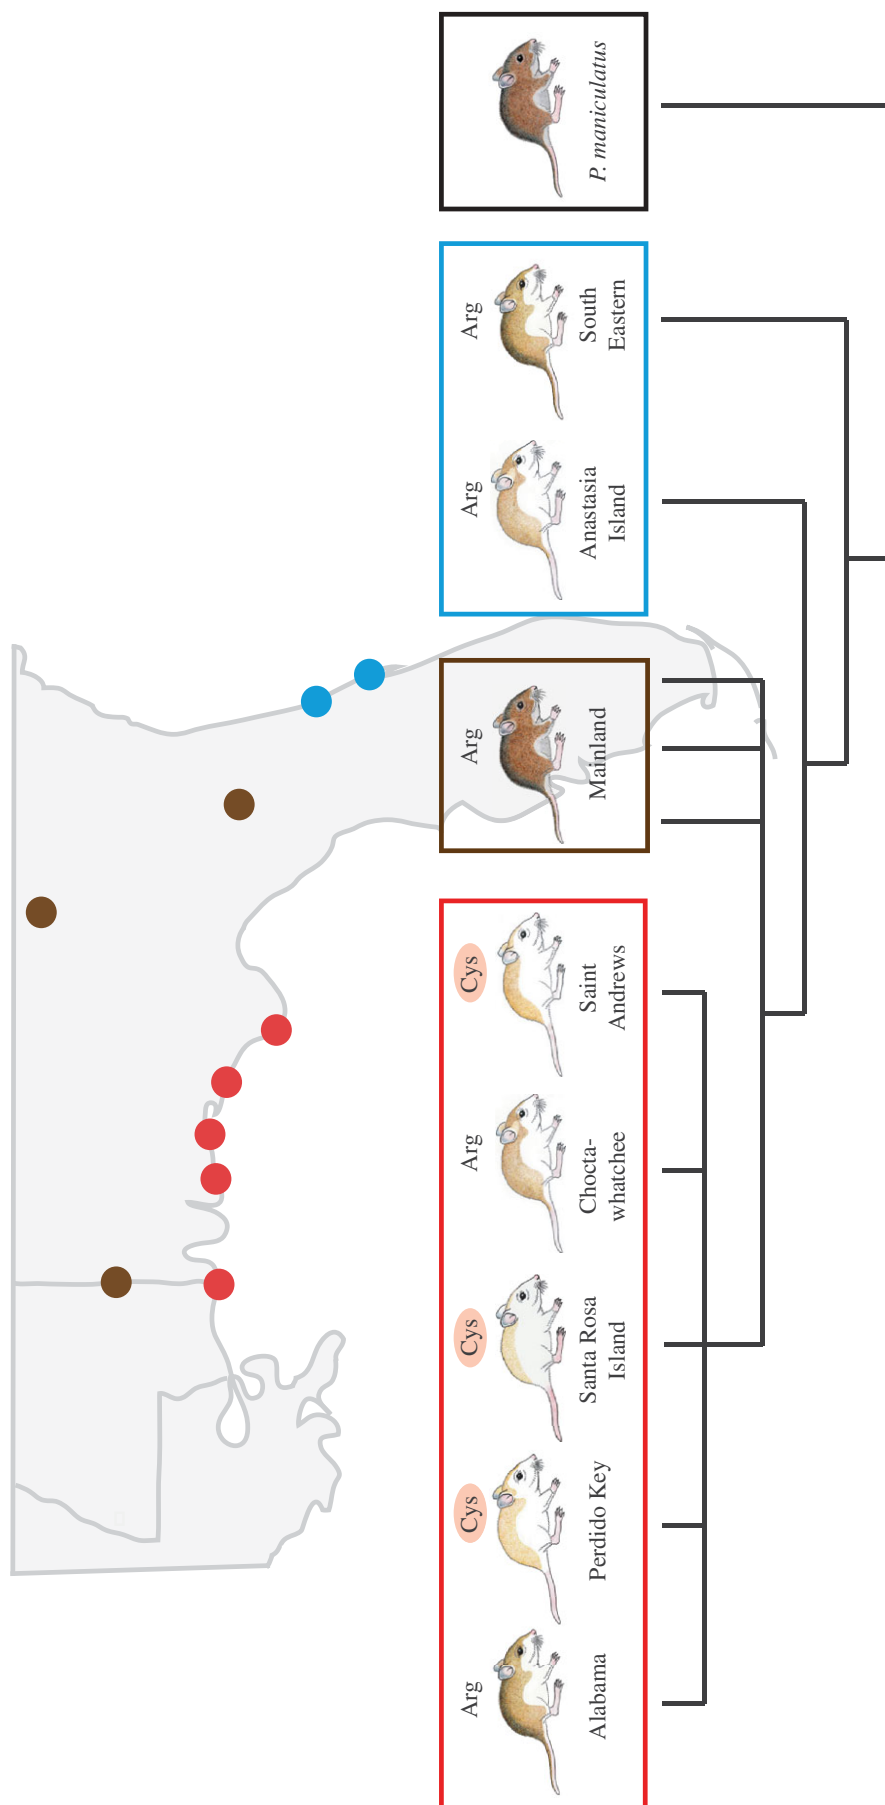 Arg
Alabama
Cys
Perdido Key
Cys
Santa Rosa
Island
Arg
Chocta-
whatchee
Cys
Saint
Andrews
Arg
Mainland
Arg
Anastasia
Island
Arg
South
Eastern
P. maniculatus